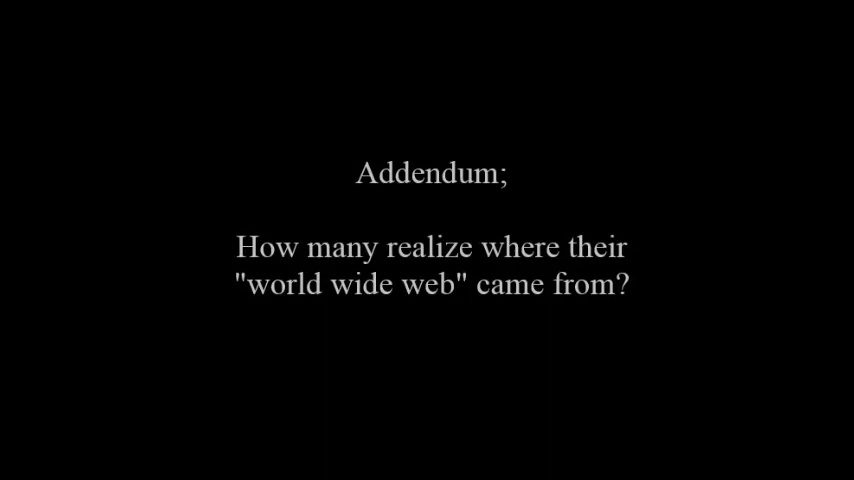 Addendum;
How many realize where their
"world wide web" came from?